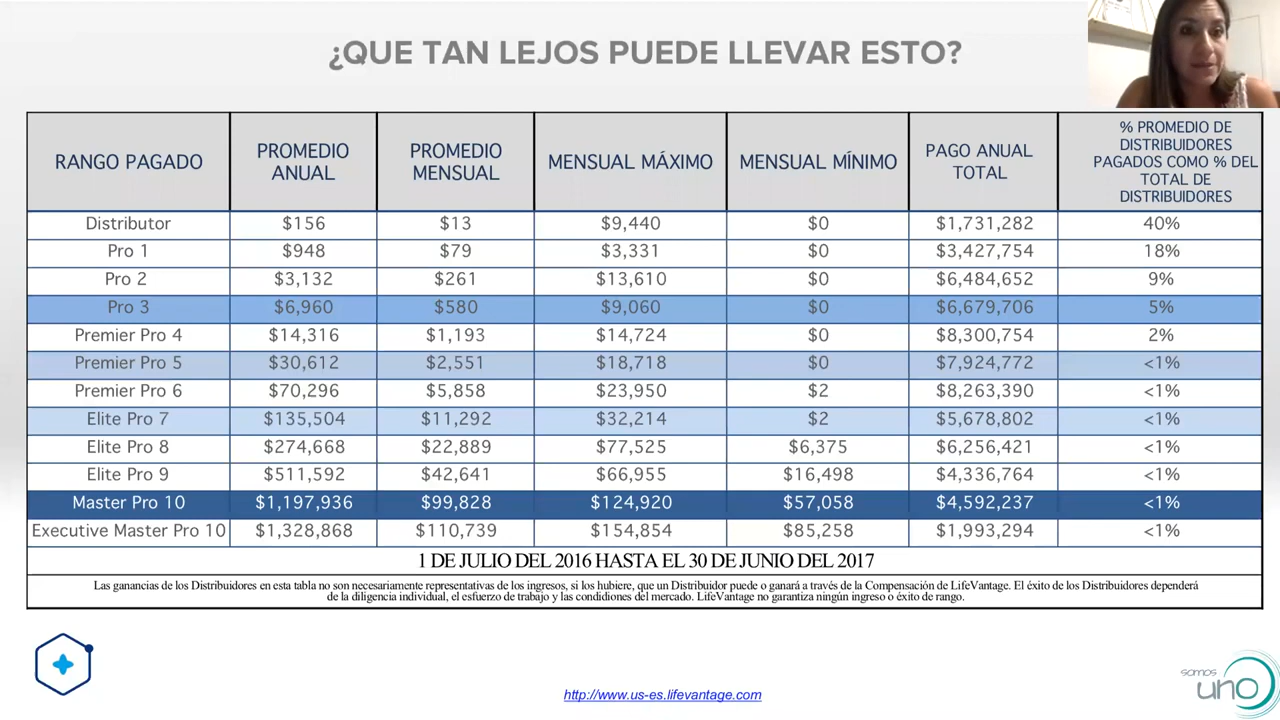 ¿QUE TAN LEJOS PUEDE LLEVAR ESTO?
RANGO PAGADO PROMEDIO ANUAL PROMEDIO MENSUAL MENSUAL MÁXIMO MENSUAL MÍNIMO PAGO ANUAL TOTAL % PROMEDIO DE DISTRIBUIDORES PAGADOS COMO % DEL TOTAL DE DISTRIBUIDORES
Distributor $156 $13 $9,440 $0 $1,731,282 40%
Pro 1 $948 $79 $3,331 $0 $3,427,754 18%
Pro 2 $3,132 $261 $13,610 $0 $6,484,652 9%
Pro 3 $6,960 $580 $9,060 $0 $6,679,706 5%
Premier Pro 4 $14,316 $1,193 $14,724 $0 $8,300,754 2%
Premier Pro 5 $30,612 $2,551 $18,718 $0 $7,924,772 <1%
Premier Pro 6 $70,296 $5,858 $23,950 $2 $8,263,390 <1%
Elite Pro 7 $135,504 $11,292 $32,214 $2 $5,678,802 <1%
Elite Pro 8 $274,668 $22,889 $77,525 $6,375 $6,256,421 <1%
Elite Pro 9 $511,592 $42,641 $66,955 $16,498 $4,336,764 <1%
Master Pro 10 $1,197,936 $99,828 $124,920 $57,058 $4,592,237 <1%
Executive Master Pro 10 $1,328,868 $110,739 $154,854 $85,258 $1,993,294 <1%
1 DE JULIO DEL 2016 HASTA EL 30 DE JUNIO DEL 2017
Las ganancias de los Distribuidores en esta tabla no son necesariamente representativas de los ingresos, si los hubiere, que un Distribuidor puede o ganará a través de la Compensación de LifeVantage. El éxito de los Distribuidores dependerá
de la diligencia individual, el esfuerzo de trabajo y las condidiones del mercado. LifeVantage no garantiza ningún ingreso o éxito de rango.
http://www.us-es.lifevantage.com
somos
uno